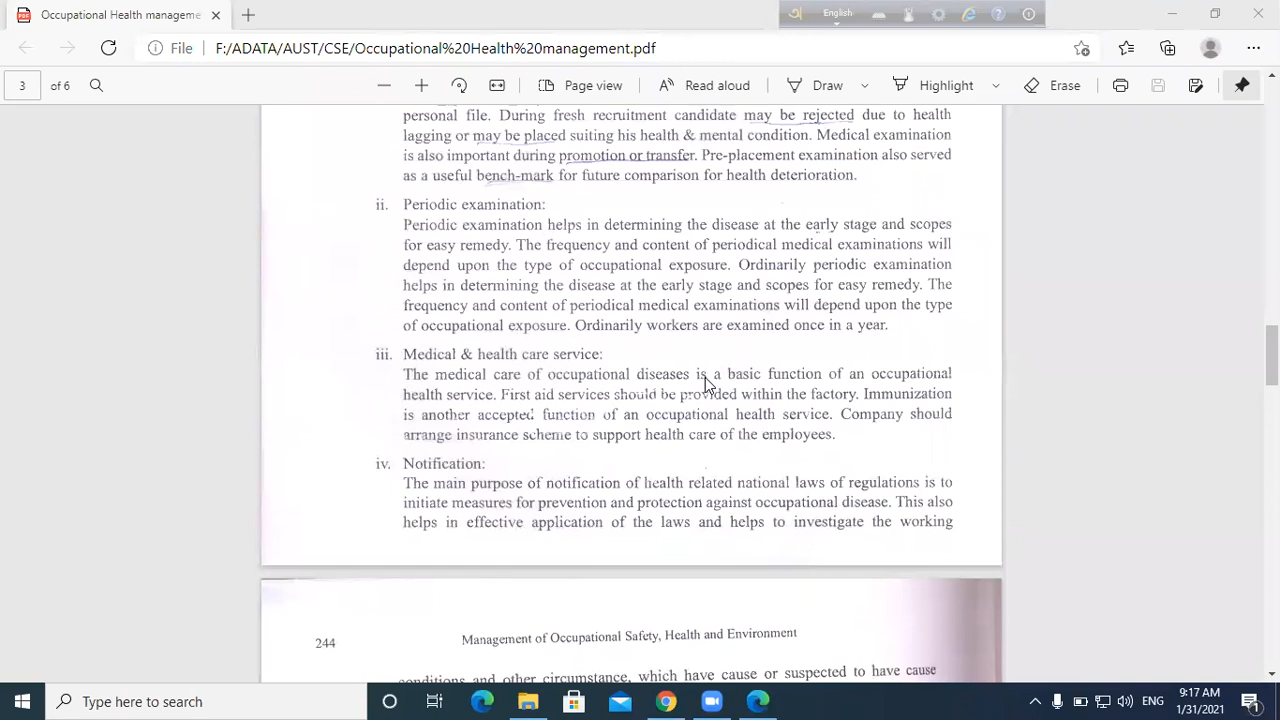 Occupational Health manageme
English
File
F:/ADATA/AUST/CSE/Occupational%20Health%20management.pdf
3 of 6
Page view
Read aloud
Draw
Highlight
Erase
personal file. During fresh recruitment candidate may be rejected due to health
lagging or may be placed suiting his health & mental condition. Medical examination
is also important during promotion or transfer. Pre-placement examination also served
as a useful bench-mark for future comparison for health deterioration.
ii. Periodic examination:
Periodic examination helps in determining the disease at the early stage and scopes
for easy remedy. The frequency and content of periodical medical examinations will
depend upon the type of occupational exposure. Ordinarily periodic examination
helps in determining the disease at the early stage and scopes for easy remedy. The
frequency and content of periodical medical examinations will depend upon the type
of occupational exposure. Ordinarily workers are examined once in a year.
iii. Medical & health care service:
The medical care of occupational diseases is a basic function of an occupational
health service. First aid services should be provided within the factory. Immunization
is another accepted function of an occupational health service. Company should
arrange insurance scheme to support health care of the employees.
iv. Notification:
The main purpose of notification of health related national laws of regulations is to
initiate measures for prevention and protection against occupational disease. This also
helps in effective application of the laws and helps to investigate the working
244
Management of Occupational Safety, Health and Environment
conditions and other circumstance, which have cause or suspected to have cause
Type here to search
ENG
9:17 AM
1/31/2021